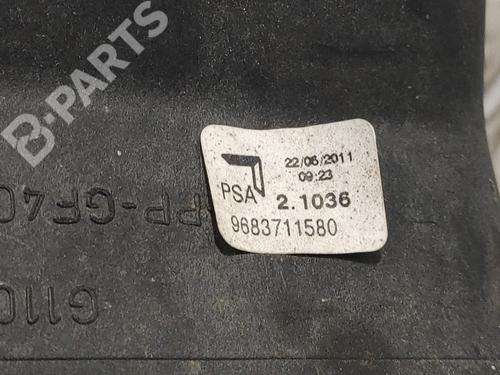 B-PARTS
22/06/2011
09:23
PSA 2.1036
9683711580
PP-GF40
G110